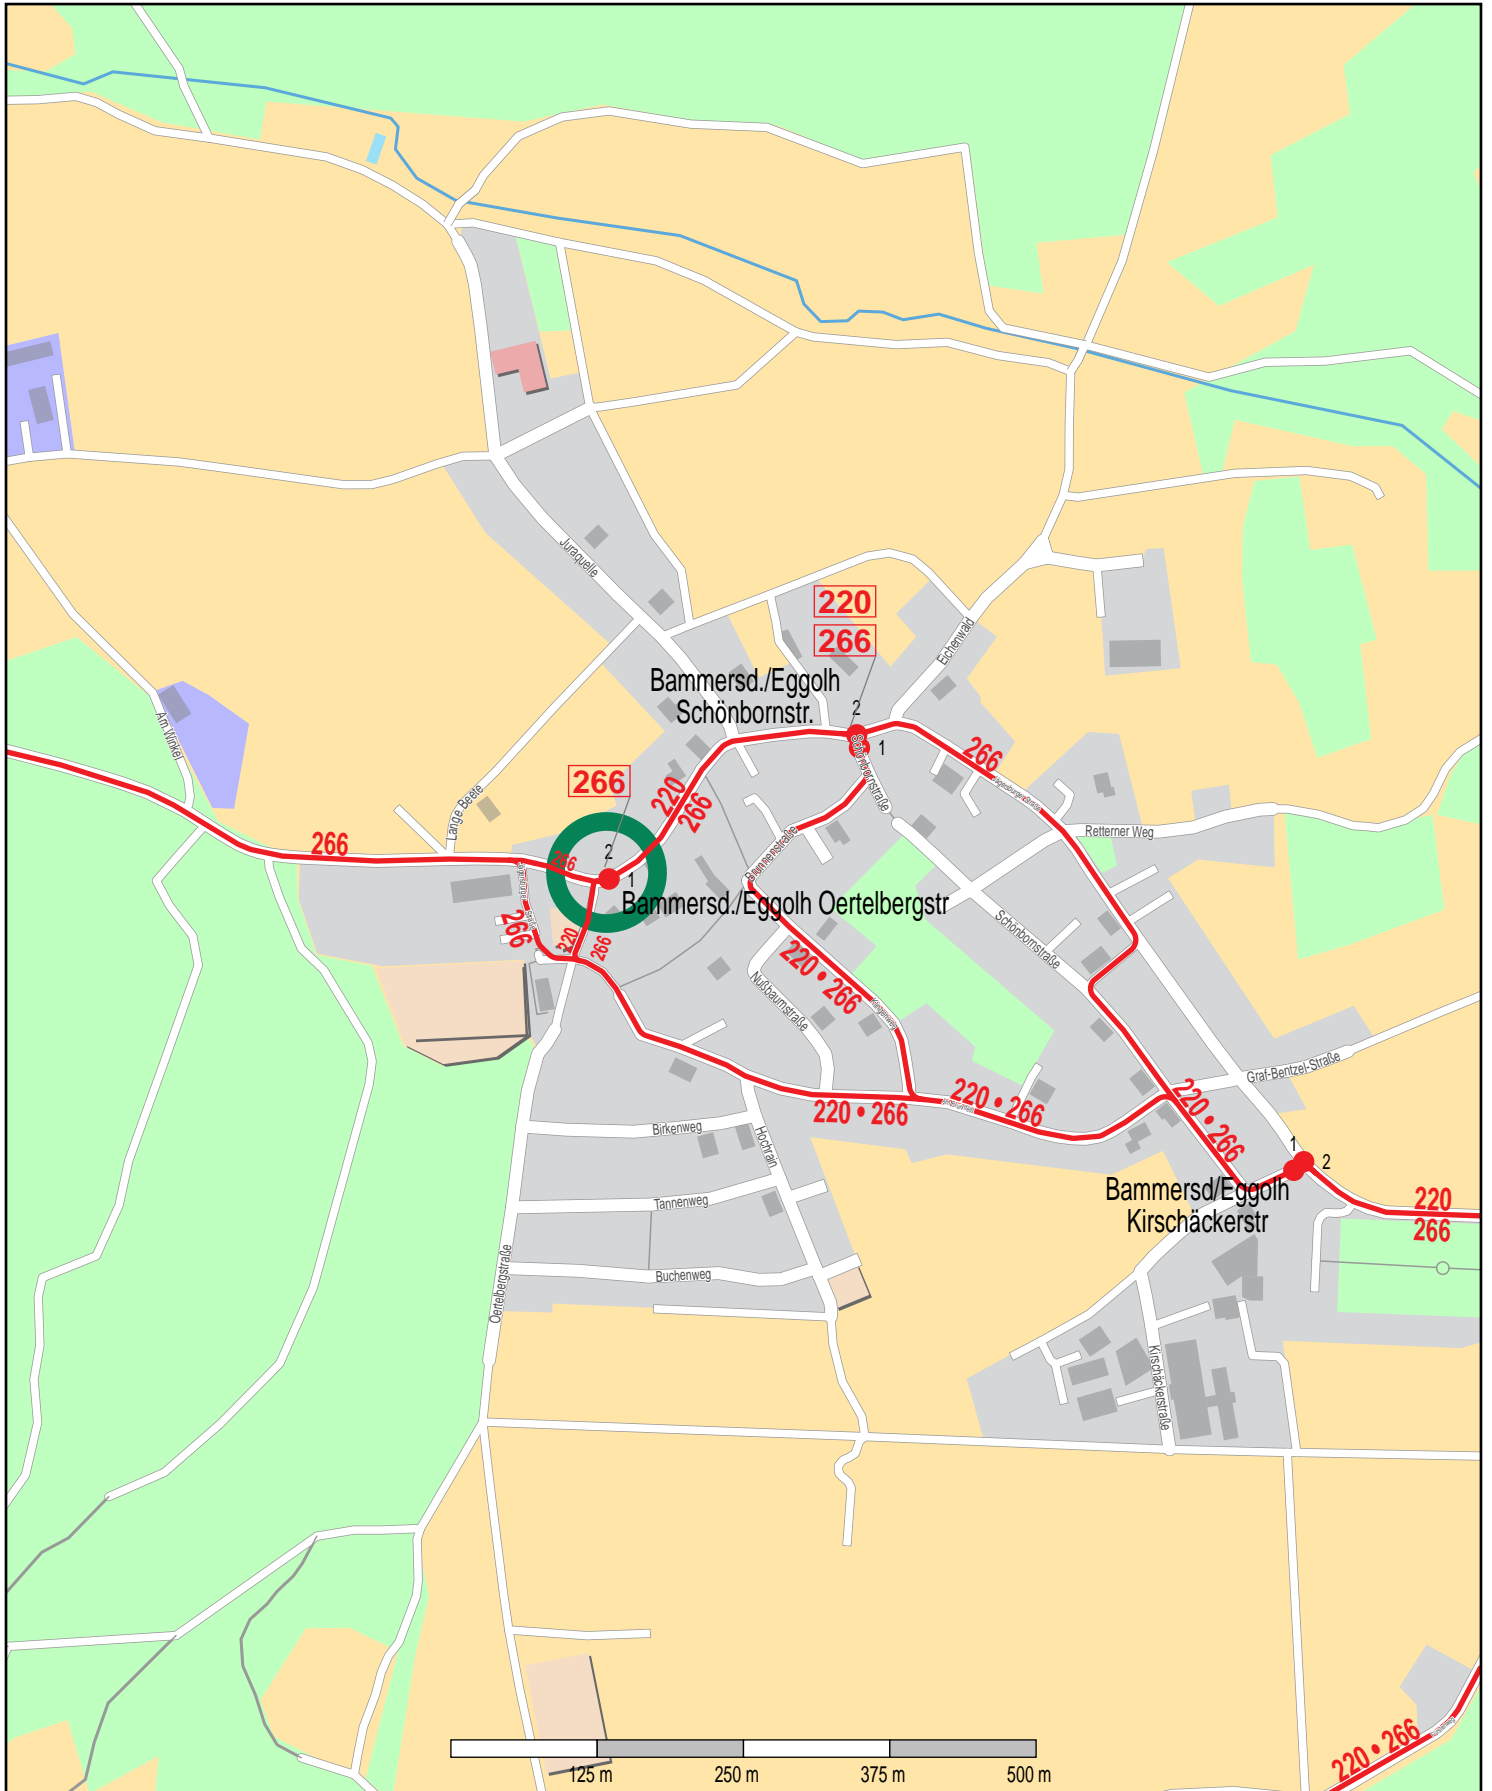 Juraquelle
220
266
Eichenwald
Bammersd./Eggolh
Schönbornstr.
2
1
Schönbornstraße
Am Winkel
266
266
220
266
Lange Beete
Retterner Weg
266
266
2
1
Brunnenstraße
Bammersd./Eggolh Oertelbergstr
266
220
266
Schönbornstraße
220 • 266
Nußbaumstraße
Klingenweg
Graf-Bentzel-Straße
220 • 266
220 • 266
220 • 266
Birkenweg
Hochrain
1
2
Bammersd/Eggolh
Kirschäckerstr
Tannenweg
220
266
Oertelbergstraße
Buchenweg
Kirschäckerstraße
220 • 266
125 m
250 m
375 m
500 m